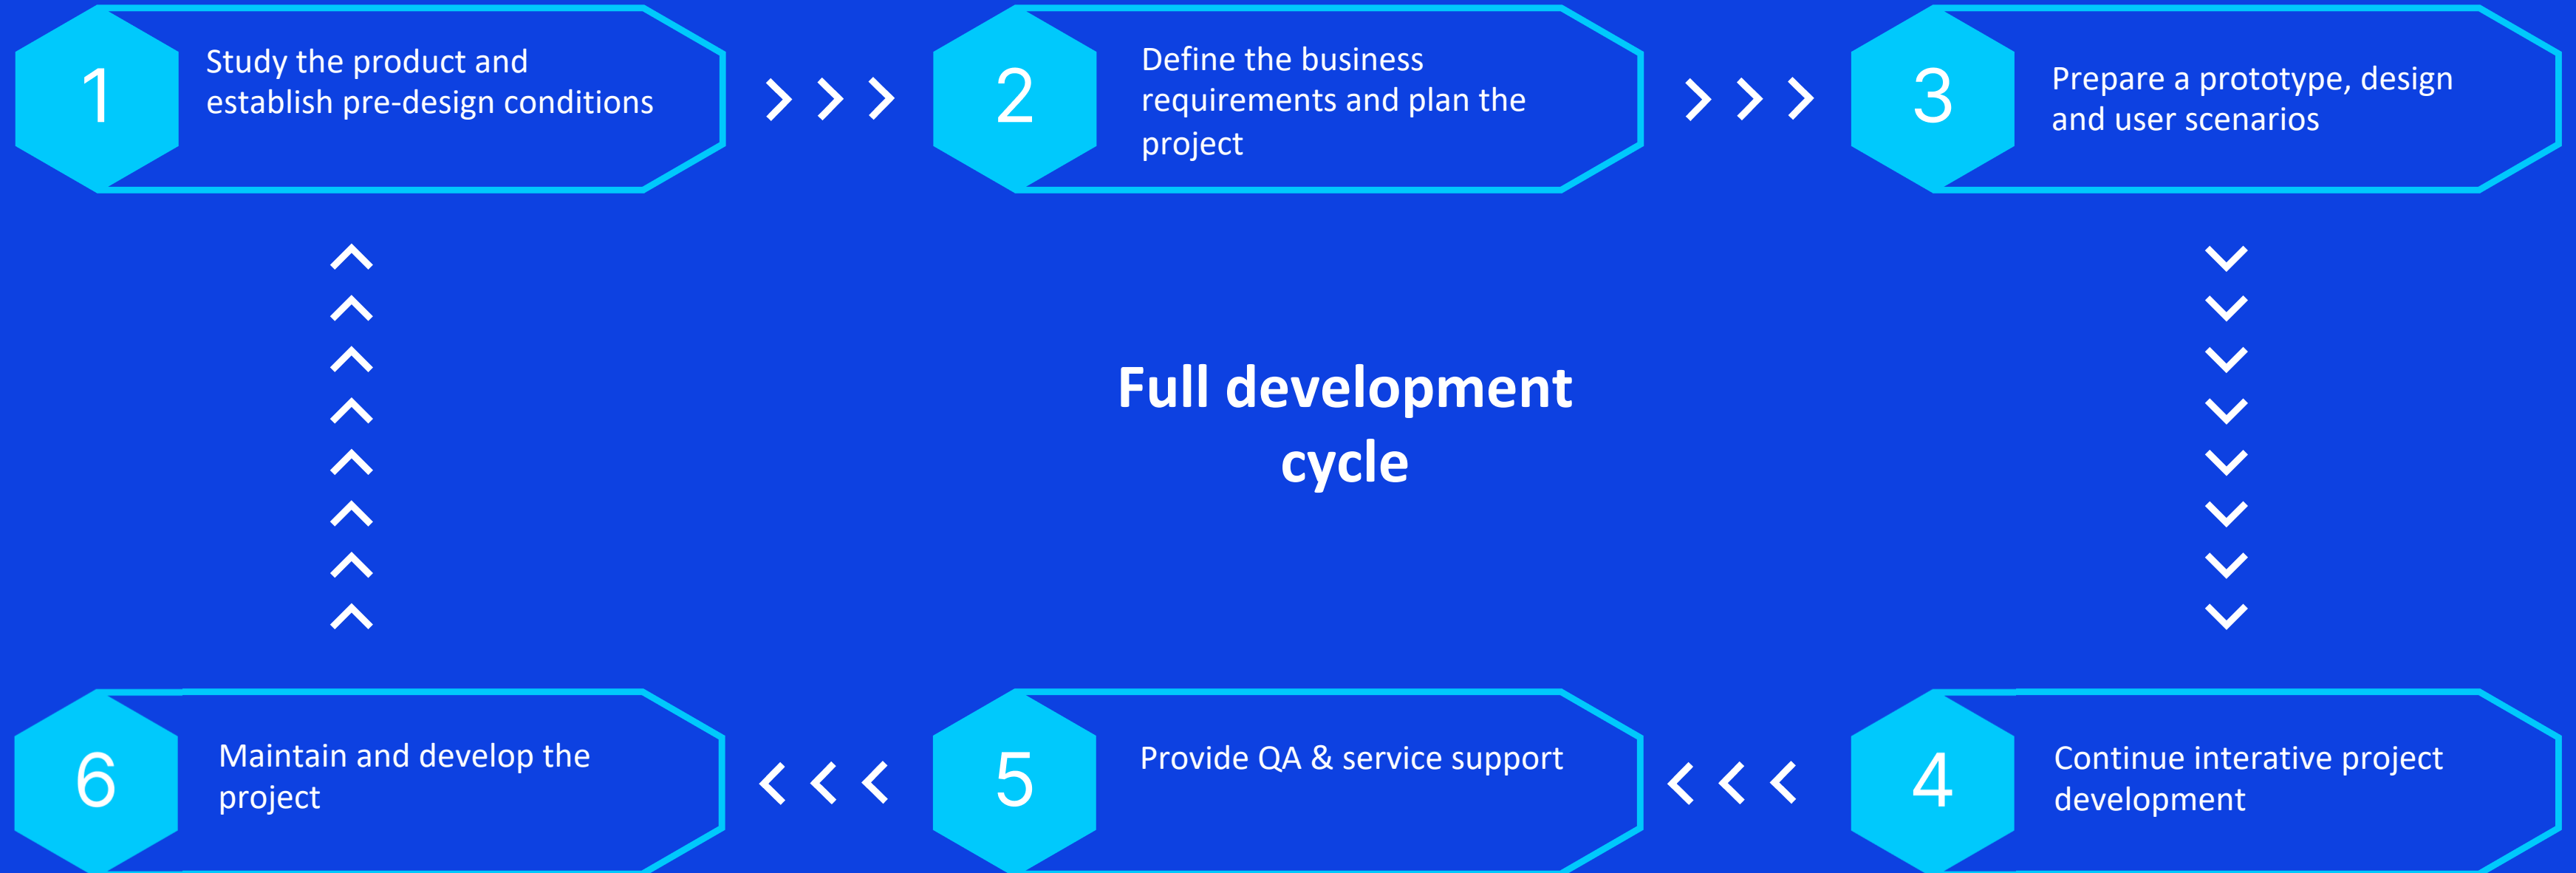 1
Study the product and
establish pre-design conditions
2
Define the business
requirements and plan the
project
3
Prepare a prototype, design
and user scenarios
Full development
cycle
6
Maintain and develop the
project
5
Provide QA & service support
4
Continue interative project
development